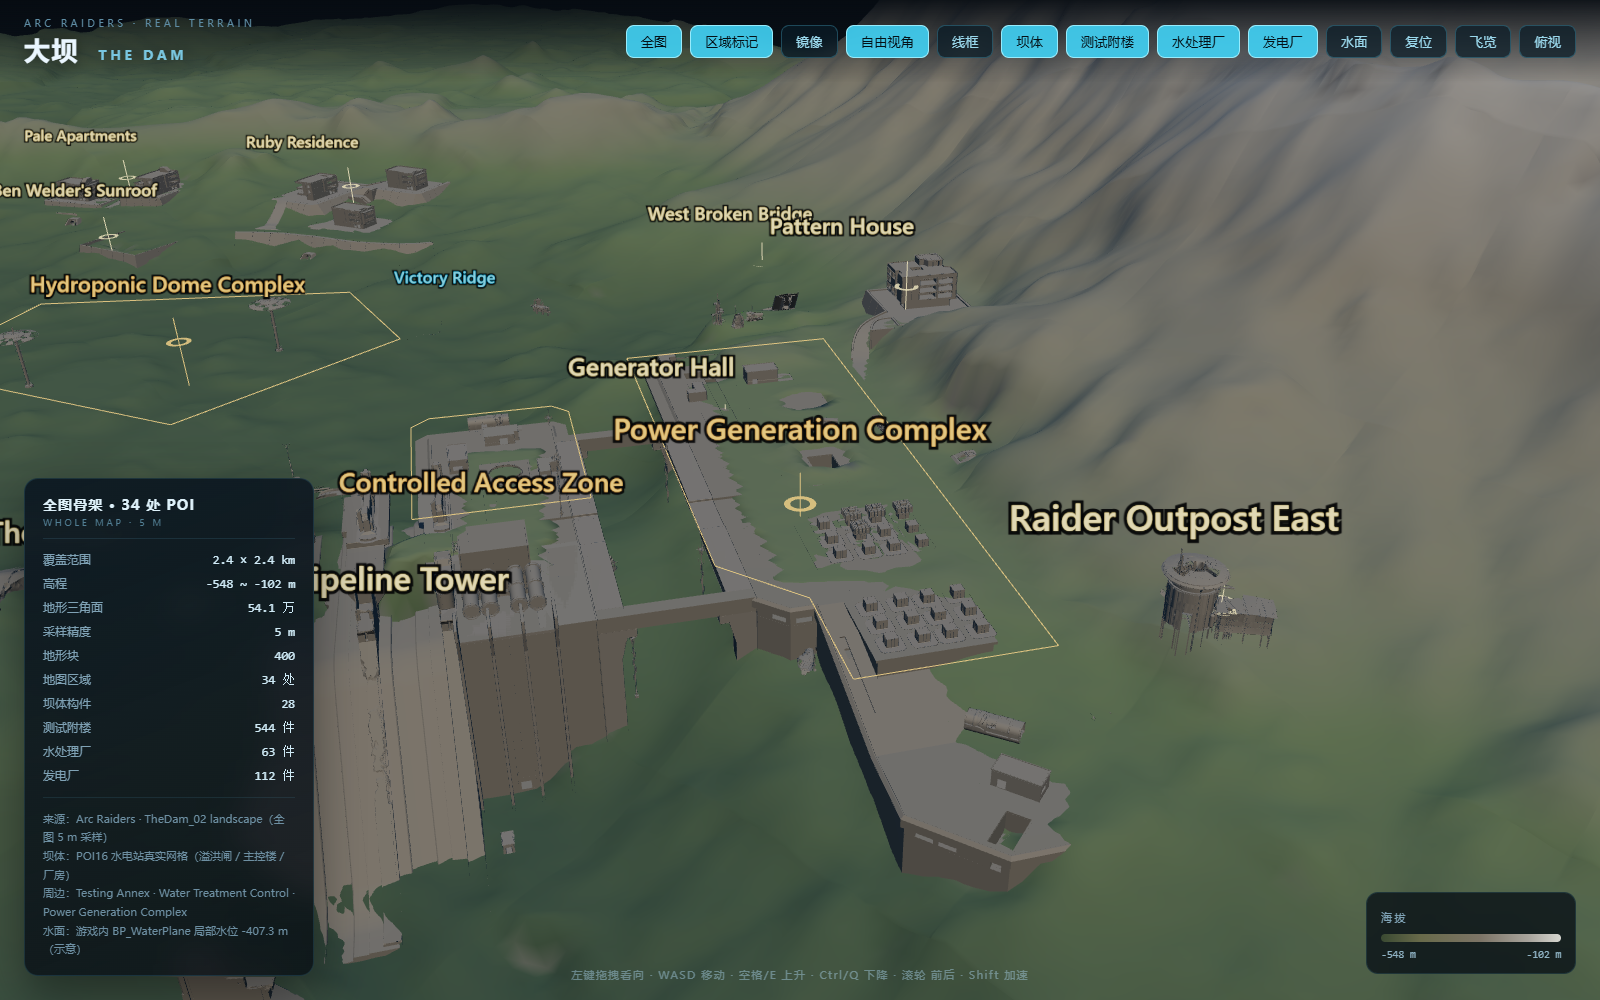 ARC RAIDERS · REAL TERRAIN
大坝 THE DAM
全图 区域标记 镜像 自由视角 线框 坝体 测试附楼 水处理厂 发电厂 水面 复位 飞览 俯视
Pale Apartments
Ruby Residence
Ben Welder's Sunroof
West Broken Bridge
Pattern House
Hydroponic Dome Complex
Victory Ridge
Generator Hall
Power Generation Complex
Controlled Access Zone
Raider Outpost East
The
ipeline Tower
全图骨架 • 34 处 POI
WHOLE MAP · 5 M
覆盖范围 2.4 × 2.4 km
高程 -548 ~ -102 m
地形三角面 54.1 万
采样精度 5 m
地形块 400
地图区域 34 处
坝体构件 28
测试附楼 544 件
水处理厂 63 件
发电厂 112 件
来源：Arc Raiders · TheDam_02 landscape（全
图 5 m 采样）
坝体：POI16 水电站真实网格（溢洪闸 / 主控楼 /
厂房）
周边：Testing Annex · Water Treatment Control ·
Power Generation Complex
水面：游戏内 BP_WaterPlane 局部水位 -407.3 m
（示意）
海拔
-548 m -102 m
左键拖拽看向 · WASD 移动 · 空格/E 上升 · Ctrl/Q 下降 · 滚轮 前后 · Shift 加速